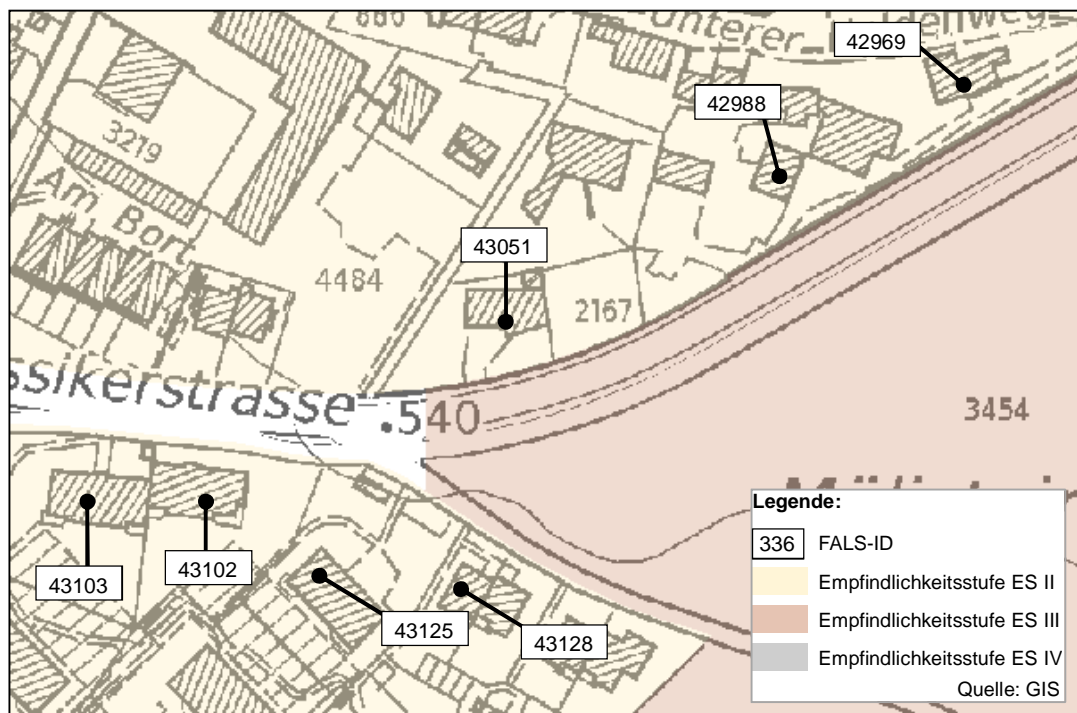 886
Unterer
42969
42988
3219
Am Bort
43051
4484
2167
ssikerstrasse
.540
3454
43103
43102
43125
43128
Legende:
336 FALS-ID
Empfindlichkeitsstufe ES II
Empfindlichkeitsstufe ES III
Empfindlichkeitsstufe ES IV
Quelle: GIS